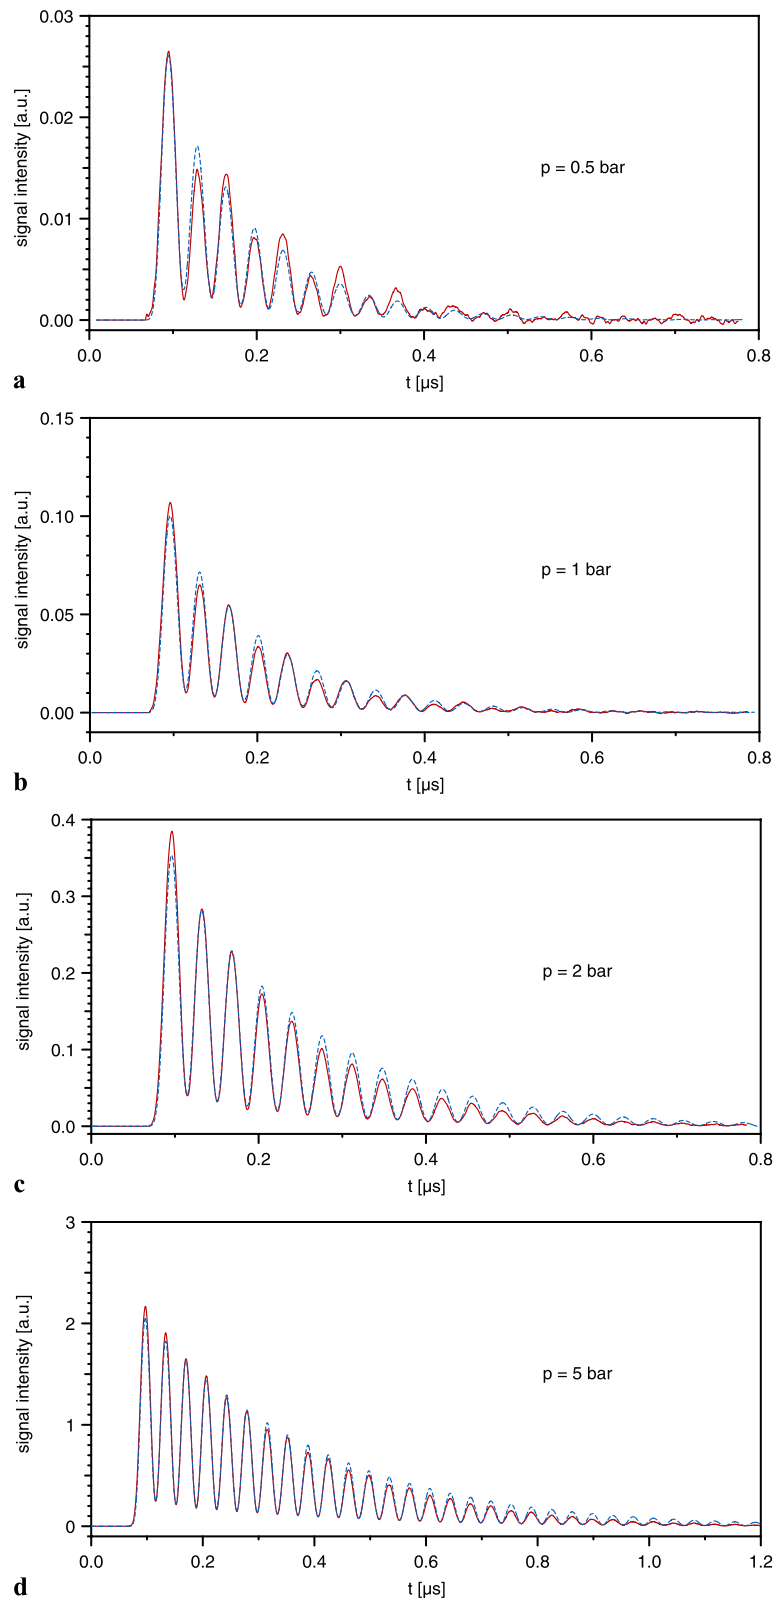 0.03
0.02
0.01
0.00
signal intensity [a.u.]
p = 0.5 bar
0.0 0.2 0.4 0.6 0.8
t [µs]
a
0.15
0.10
0.05
0.00
signal intensity [a.u.]
p = 1 bar
0.0 0.2 0.4 0.6 0.8
t [µs]
b
0.4
0.3
0.2
0.1
0.0
signal intensity [a.u.]
p = 2 bar
0.0 0.2 0.4 0.6 0.8
t [µs]
c
3
2
1
0
signal intensity [a.u.]
p = 5 bar
0.0 0.2 0.4 0.6 0.8 1.0 1.2
t [µs]
d